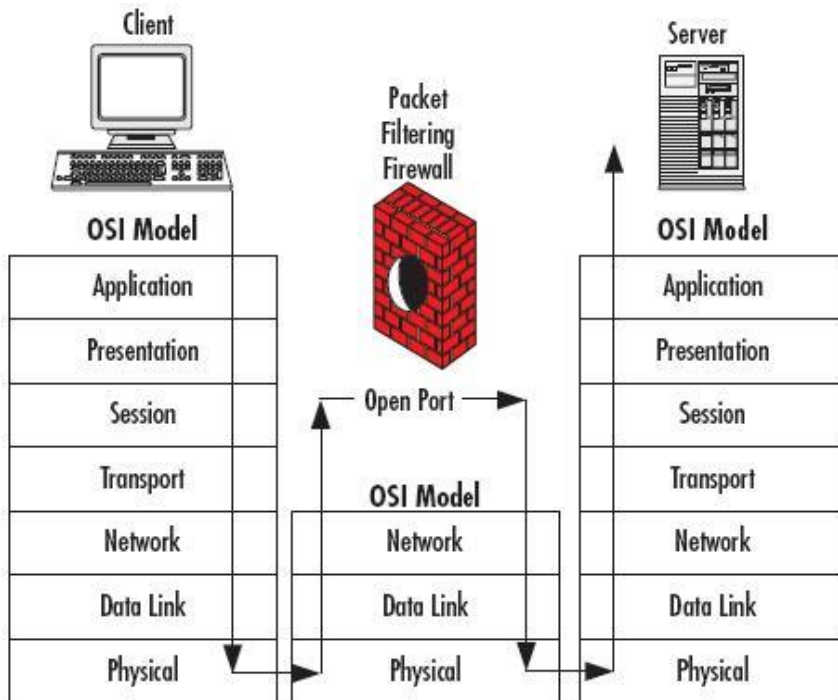 Client
Server
Packet
Filtering
Firewall
OSI Model
OSI Model
Application
Application
Presentation
Presentation
Session
Open Port
Session
Transport
Transport
OSI Model
Network
Network
Network
Data Link
Data Link
Data Link
Physical
Physical
Physical